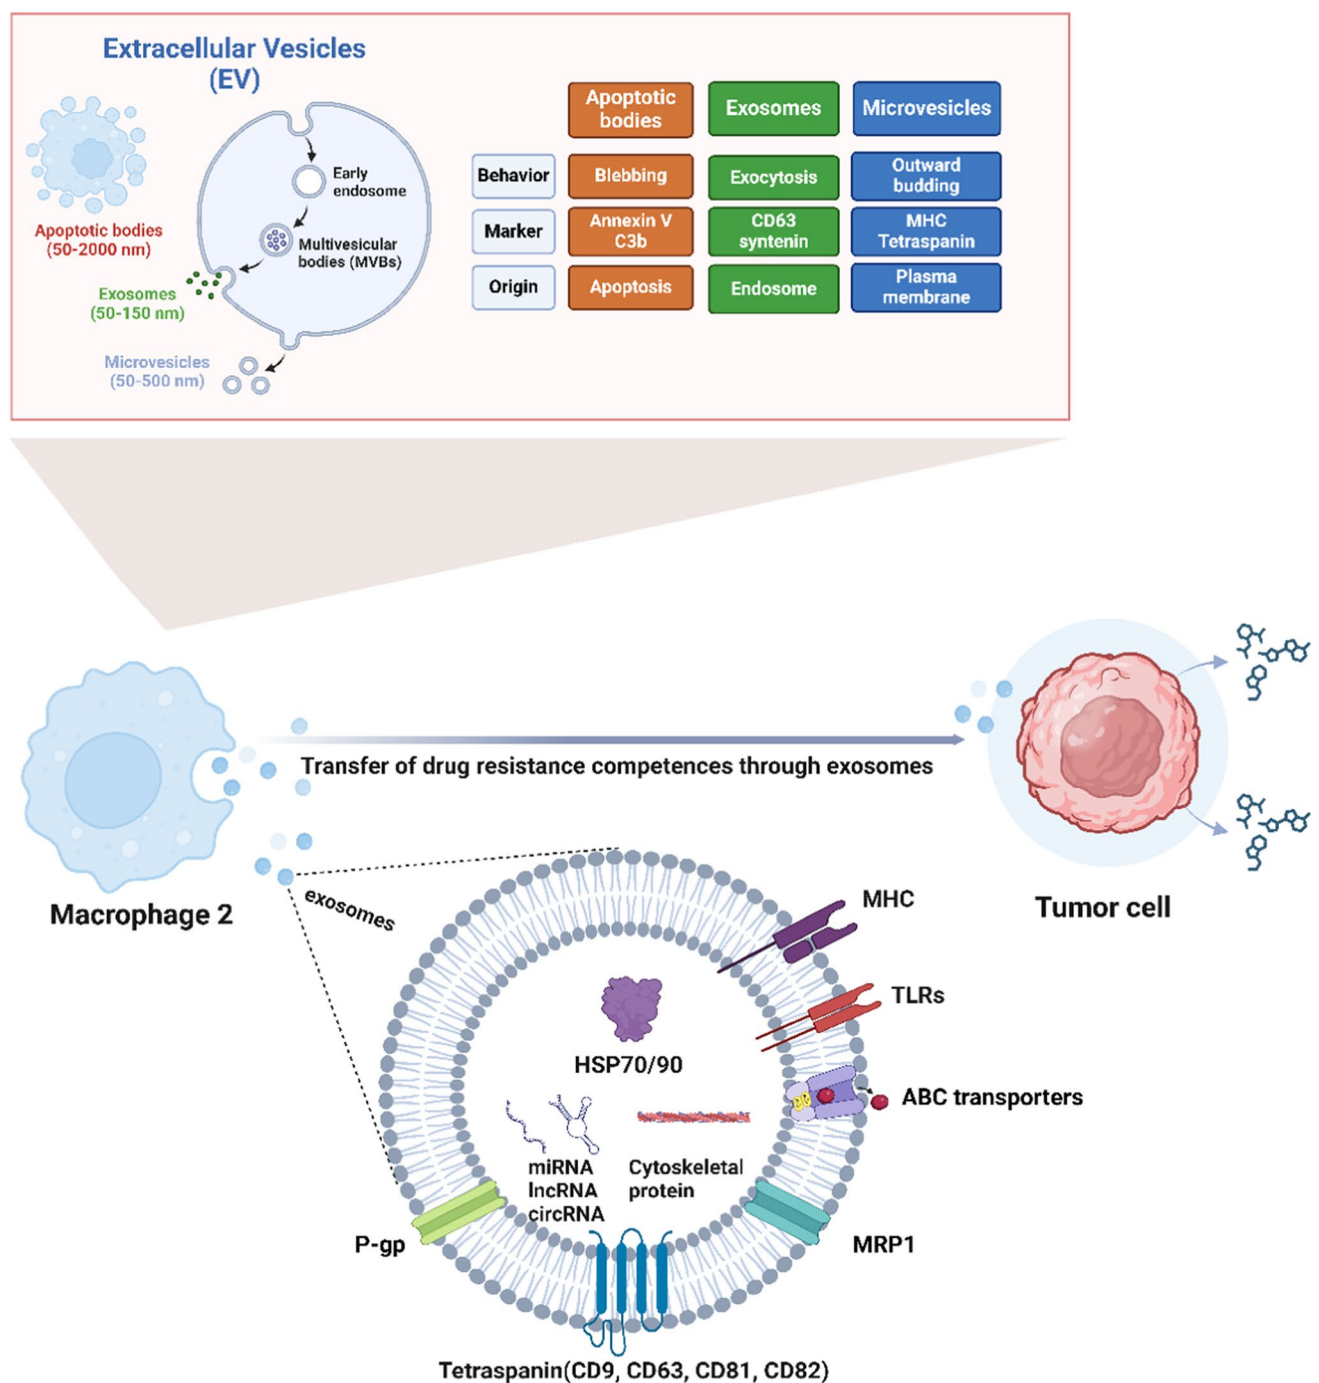 Extracellular Vesicles
(EV)
Apoptotic bodies
(50-2000 nm)
Early
endosome
Multivesicular
bodies (MVBs)
Exosomes
(50-150 nm)
Microvesicles
(50-500 nm)
Apoptotic
bodies
Exosomes
Microvesicles
Behavior
Blebbing
Exocytosis
Outward
budding
Marker
Annexin V
C3b
CD63
syntenin
MHC
Tetraspanin
Origin
Apoptosis
Endosome
Plasma
membrane
Transfer of drug resistance competences through exosomes
Macrophage 2
Tumor cell
exosomes
MHC
TLRs
HSP70/90
ABC transporters
miRNA
lncRNA
circRNA
Cytoskeletal
protein
P-gp
MRP1
Tetraspanin(CD9, CD63, CD81, CD82)